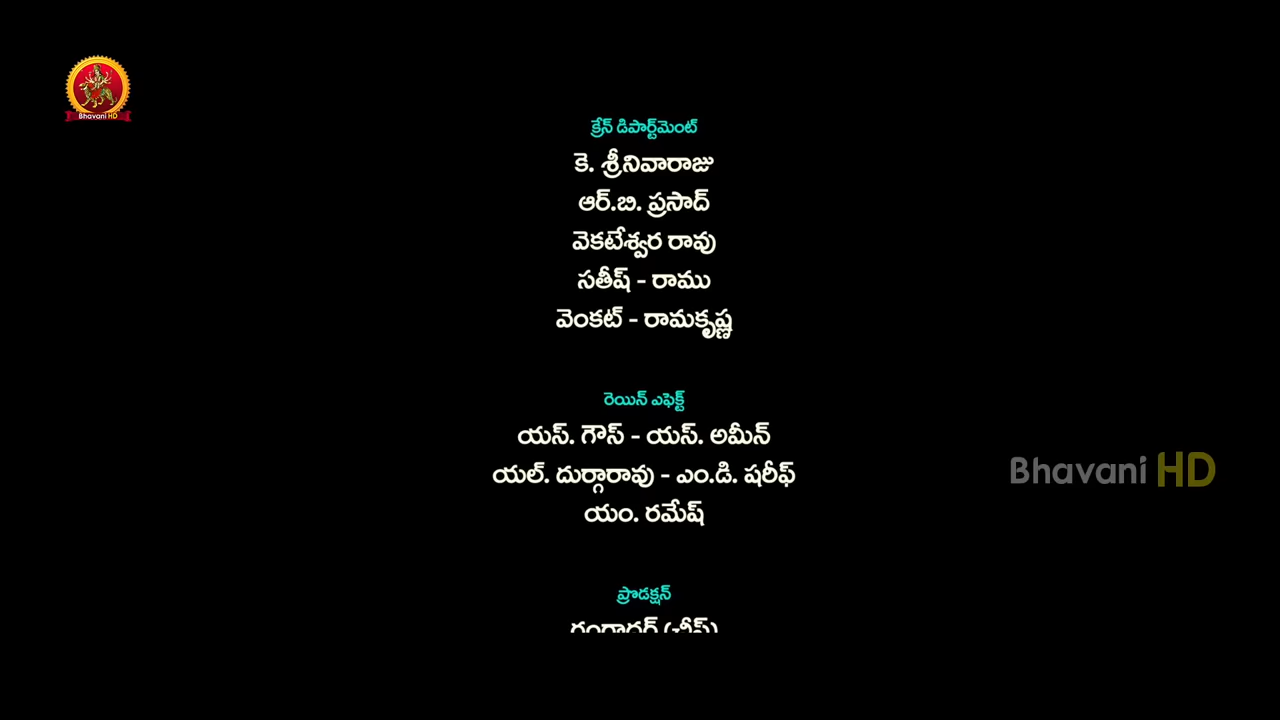 Bhavani HD
క్రేన్ డిపార్ట్‌మెంట్
కె. శ్రీనివారాజు
ఆర్.బి. ప్రసాద్
వెకటేశ్వర రావు
సతీష్ - రాము
వెంకట్ - రామకృష్ణ
రెయిన్ ఎఫెక్ట్
యస్. గౌస్ - యస్. అమీన్
యల్. దుర్గారావు - ఎం.డి. షరీఫ్
Bhavani HD
యం. రమేష్
ప్రొడక్షన్